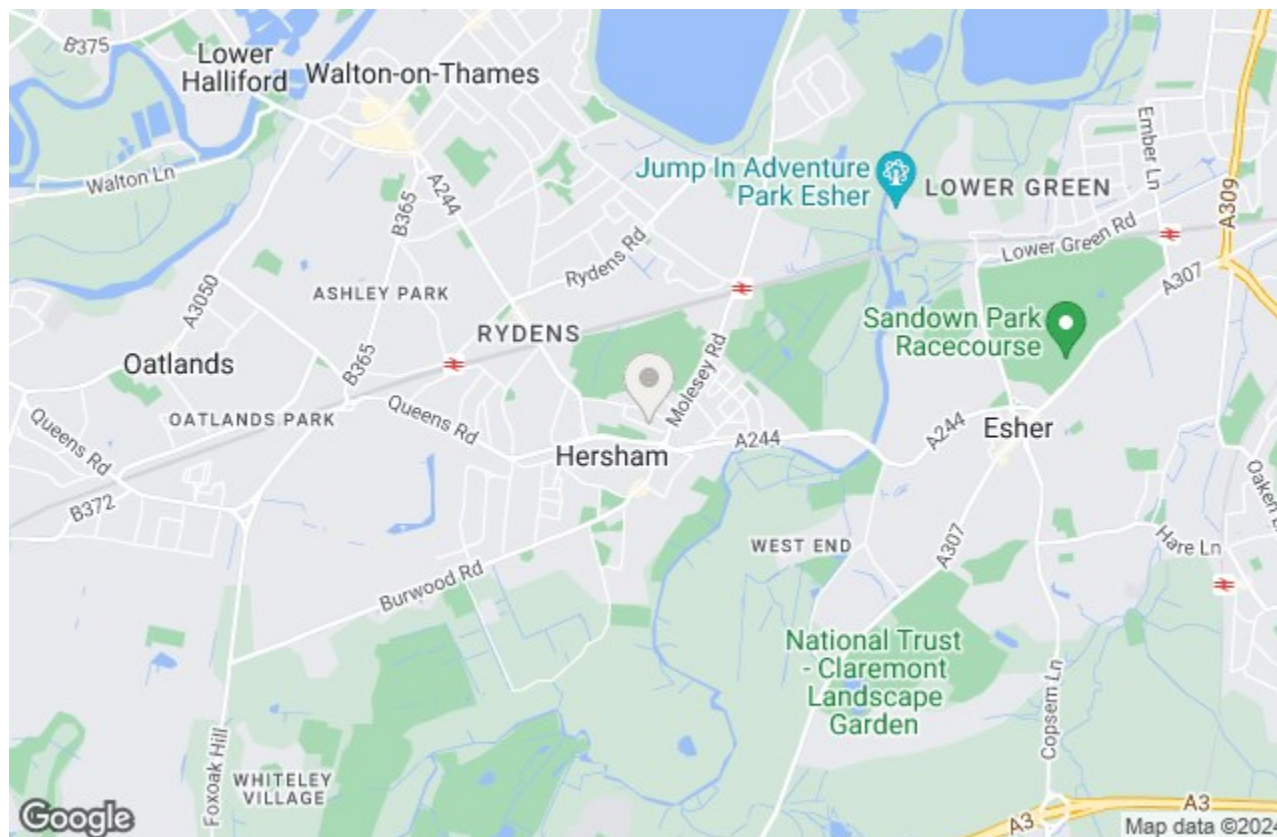 B375
Lower
Halliford
Walton-on-Thames
Walton Ln
A244
B365
Jump In Adventure
Park Esher
LOWER GREEN
Ember Ln
A309
Lower Green Rd
A307
Rydens Rd
A3050
ASHLEY PARK
RYDENS
Sandown Park
Racecourse
Oatlands
B365
Molesey Rd
OATLANDS PARK
Queens Rd
Queens Rd
Hersham
A244
A244
Esher
B372
WEST END
A307
Hare Ln
Burwood Rd
National Trust
- Claremont
Landscape
Garden
Copsem Ln
Foxoak Hill
WHITELEY
VILLAGE
A3
A3
Google
Map data ©2024